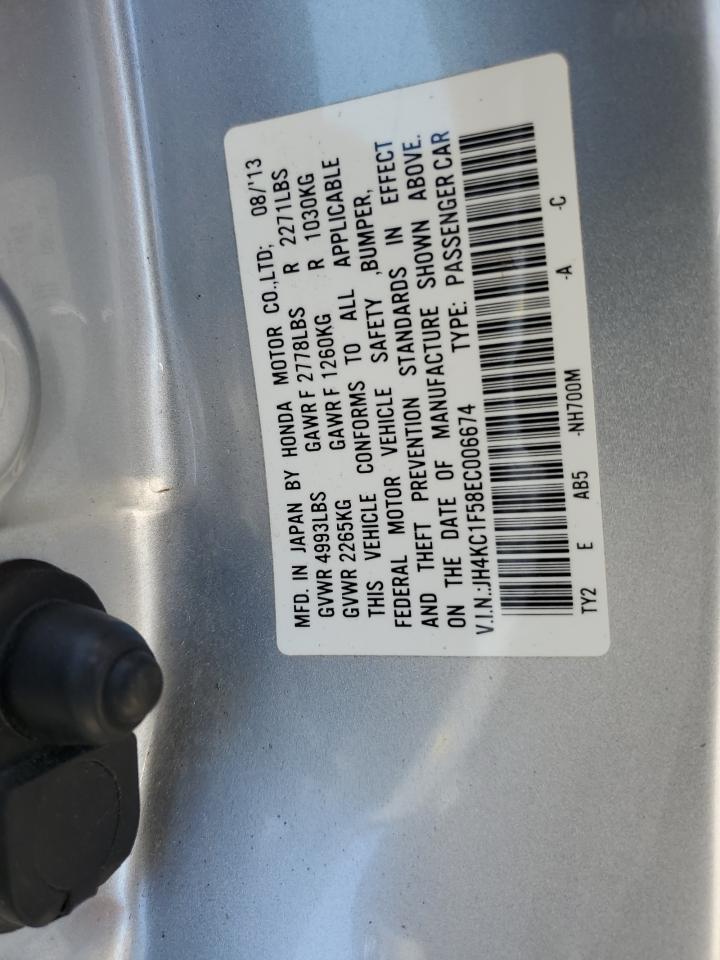 MFD. IN JAPAN BY HONDA MOTOR CO.,LTD; 08/'13
GVWR 4993LBS GAWR F 2778LBS R 2271LBS
GVWR 2265KG GAWR F 1260KG R 1030KG
THIS VEHICLE CONFORMS TO ALL APPLICABLE
FEDERAL MOTOR VEHICLE SAFETY ,BUMPER,
AND THEFT PREVENTION STANDARDS IN EFFECT
ON THE DATE OF MANUFACTURE SHOWN ABOVE.
V.I.N.:JH4KC1F58EC006674 TYPE: PASSENGER CAR
TY2 E AB5 -NH700M -A -C